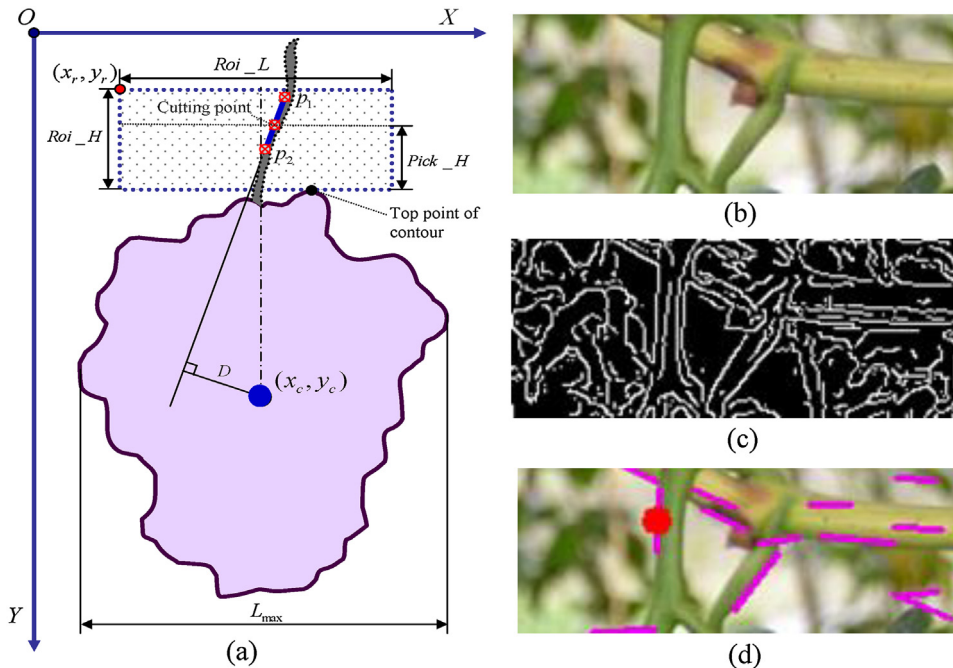 O
X
(x_r, y_r)
Roi_L
Cutting point
p_1
Roi_H
p_2
Pick_H
Top point of
contour
(b)
(c)
D
(x_c, y_c)
(d)
Y
L_max
(a)